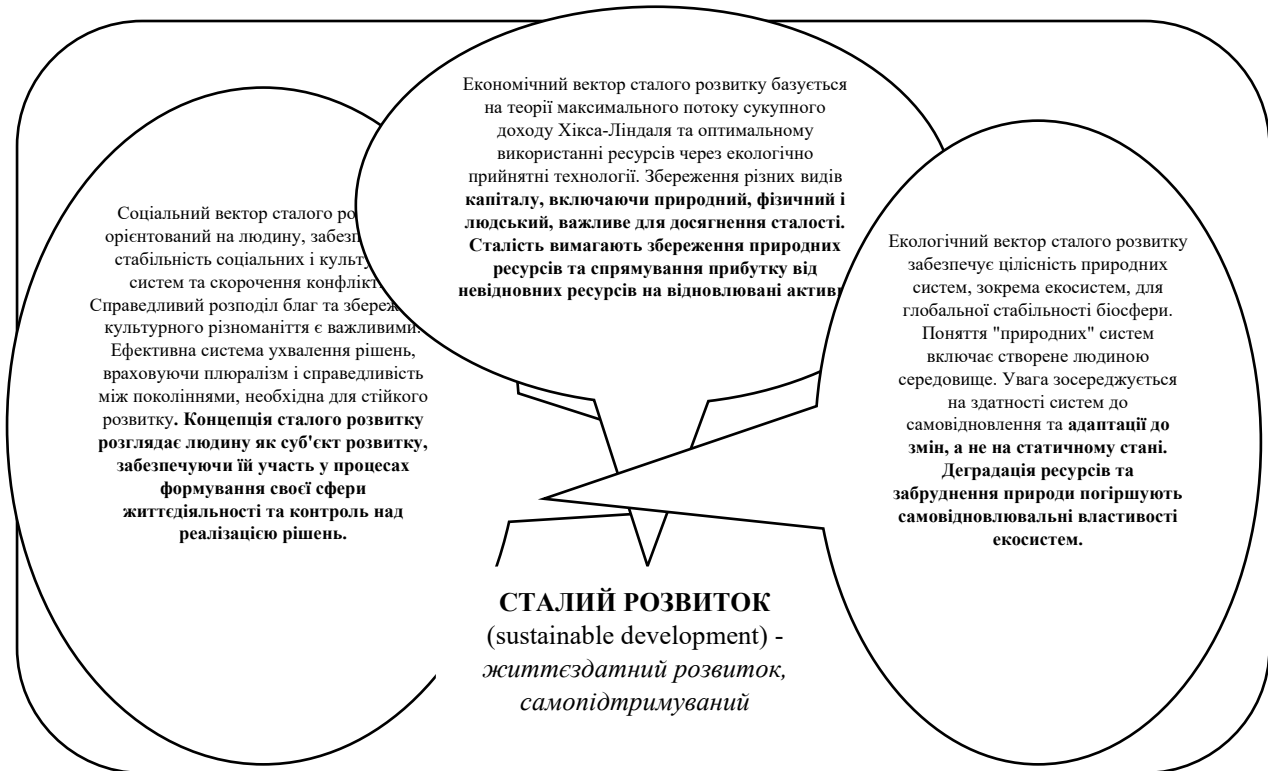 Економічний вектор сталого розвитку базується
на теорії максимального потоку сукупного
доходу Хікса-Ліндаля та оптимальному
використанні ресурсів через екологічно
прийнятні технології. Збереження різних видів
капіталу, включаючи природний, фізичний і
людський, важливе для досягнення сталості.
Сталість вимагають збереження природних
ресурсів та спрямування прибутку від
невідновних ресурсів на відновлювані
Соціальний вектор сталого
орієнтований на людину,
стабільність соціальних і
систем та скорочення
Справедливий розподіл благ та
культурного різноманіття є важливими.
Ефективна система ухвалення рішень,
враховуючи плюралізм і справедливість
між поколіннями, необхідна для стійкого
розвитку. Концепція сталого розвитку
розглядає людину як суб'єкт розвитку,
забезпечуючи їй участь у процесах
формування своєї сфери
життєдіяльності та контроль над
реалізацією рішень.
Екологічний вектор сталого розвитку
забезпечує цілісність природних
систем, зокрема екосистем, для
глобальної стабільності біосфери.
Поняття "природних" систем
включає створене людиною
середовище. Увага зосереджується
на здатності систем до
самовідновлення та адаптації до
змін, а не на статичному стані.
Деградація ресурсів та
забруднення природи погіршують
самовідновлювальні властивості
екосистем.
СТАЛИЙ РОЗВИТОК
(sustainable development) -
життєздатний розвиток,
самопідтримуваний